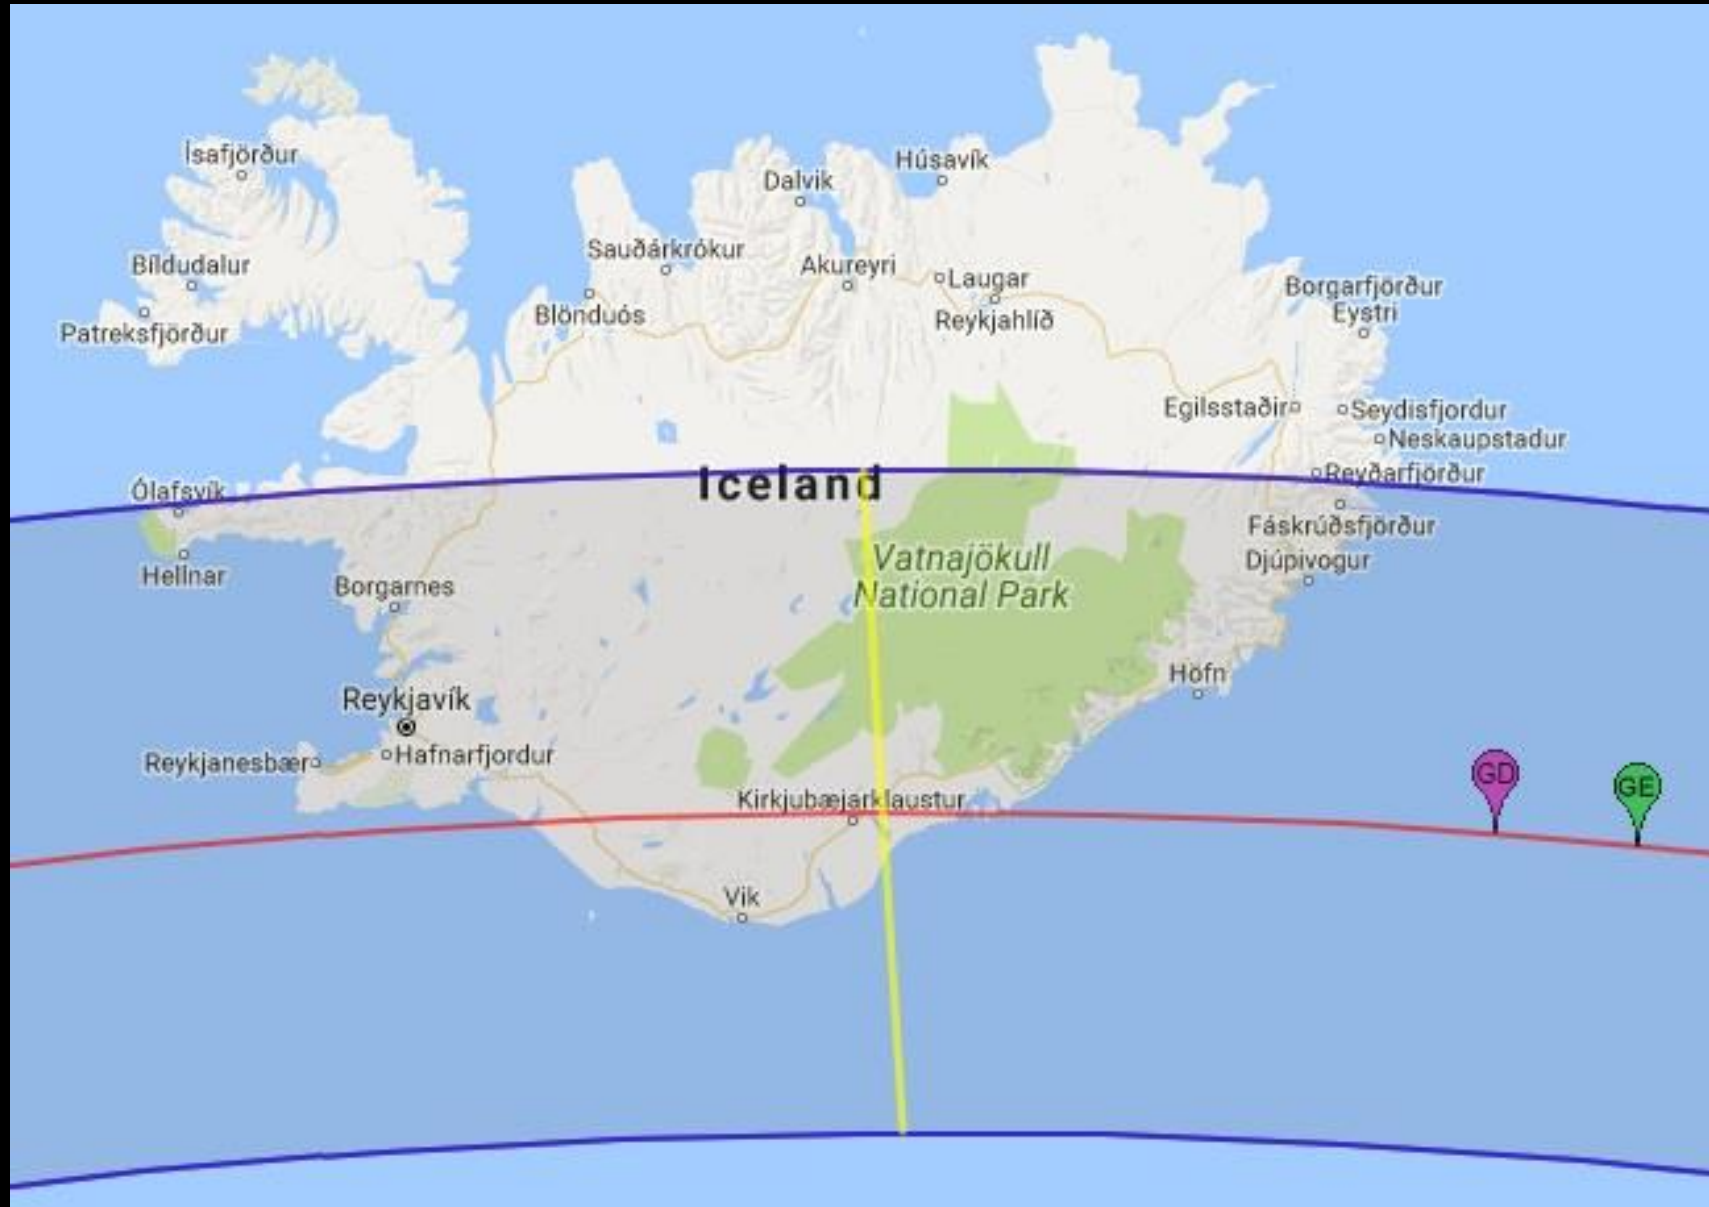 Ísafjörður
Húsavík
Dalvik
Sauðárkrókur
Bíldudalur
Akureyri
Laugar
Borgarfjörður
Eystri
Blönduós
Reykjahlíð
Patreksfjörður
Egilsstaðir
Seydisfjordur
Neskaupstadur
Reyðarfjörður
Iceland
Ólafsvík
Fáskrúðsfjörður
Vatnajökull
National Park
Djúpivogur
Hellnar
Borgarnes
Höfn
Reykjavík
Hafnarfjordur
Reykjanesbær
GD
GE
Kirkjubæjarklaustur
Vik